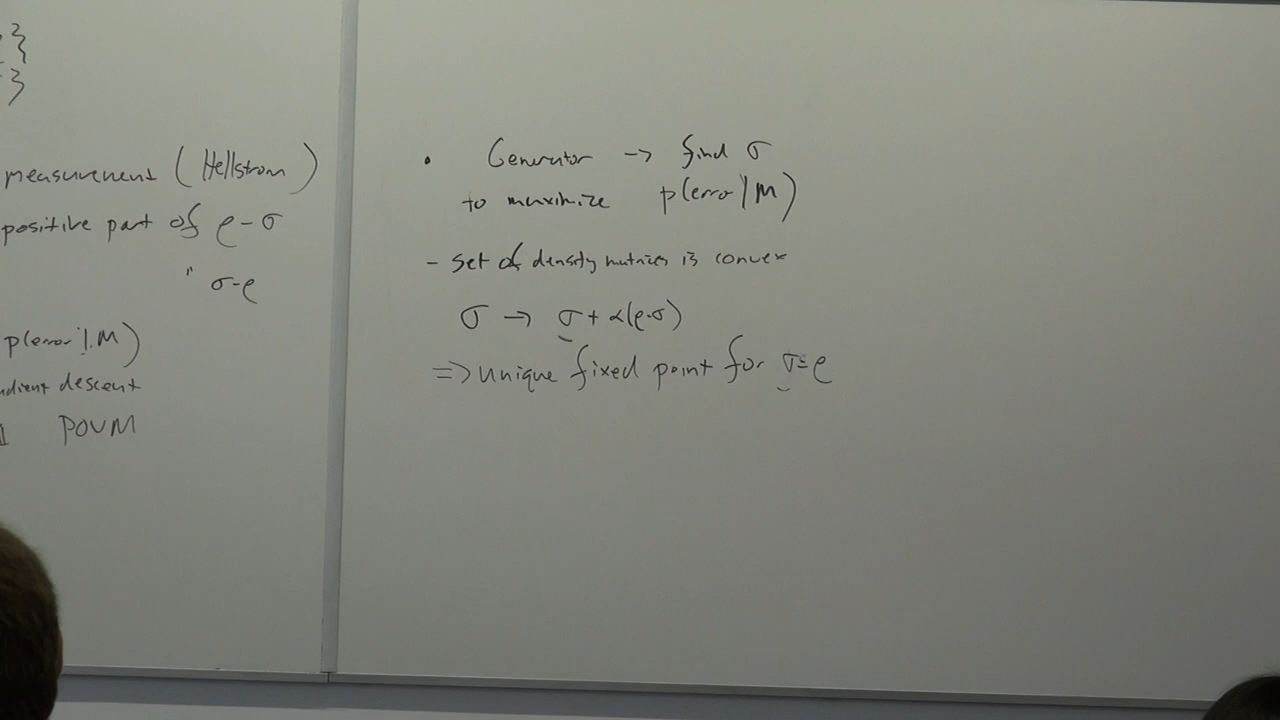 measurement (Hellstrom)
positive part of ρ-σ
" σ-ρ
p(error|M)
descent
POVM
• Generator → find σ
to maximize p(error|M)
- set of density matrices is convex
σ → σ + α(ρ-σ)
⇒ unique fixed point for σ=ρ